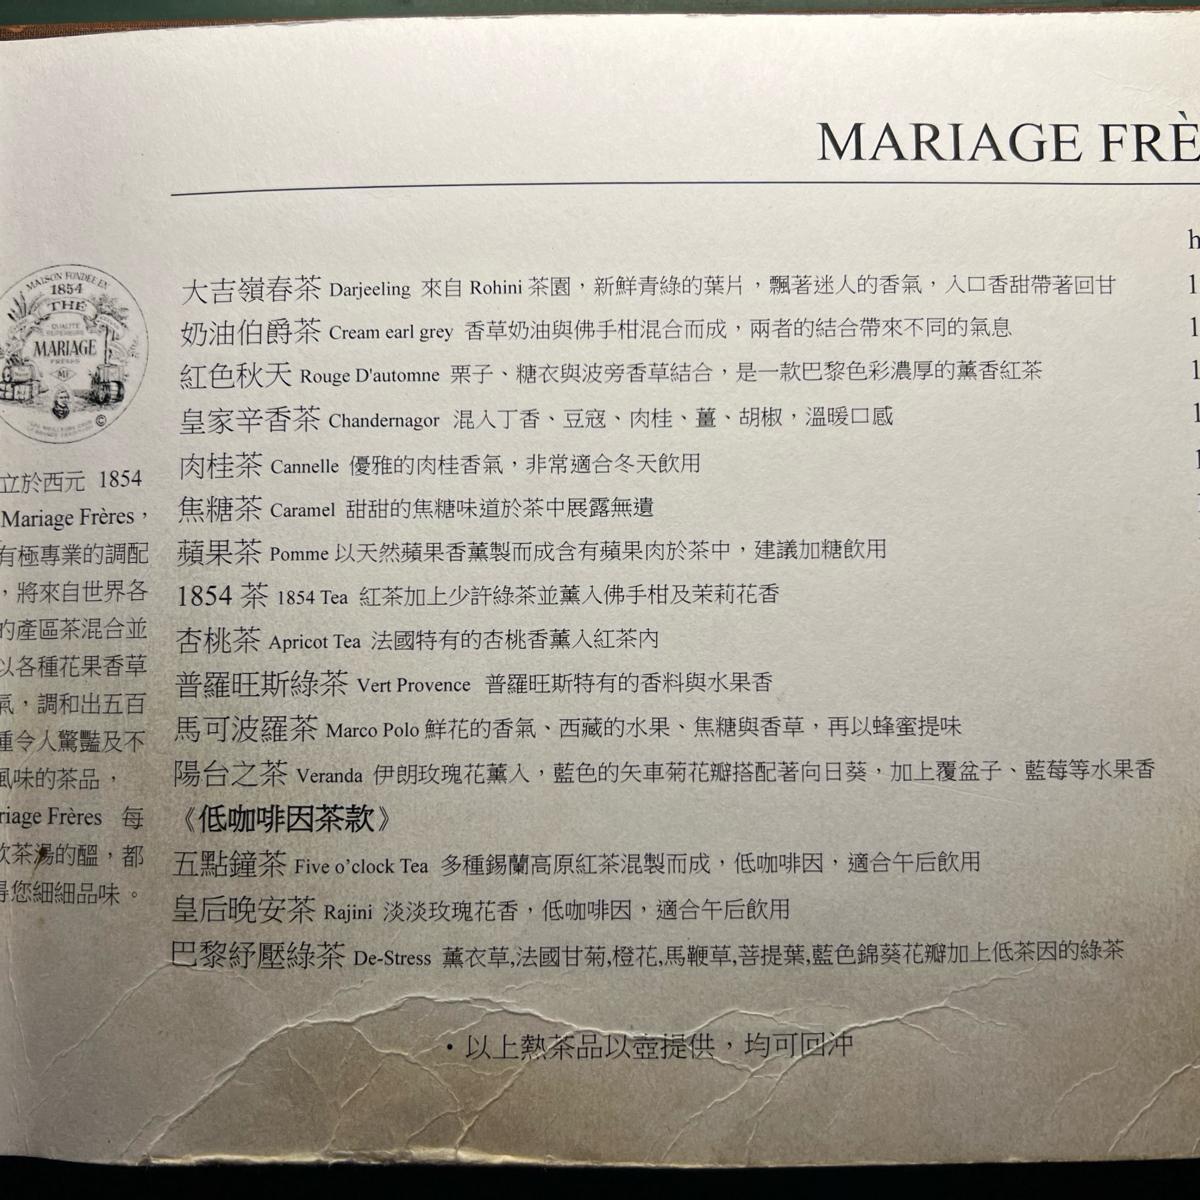 MARIAGE FRÈ
MAISON FONDÉE EN
1854
THÉ
MARIAGE
FRÈRES
大吉嶺春茶 Darjeeling 來自 Rohini 茶園，新鮮青綠的葉片，飄著迷人的香氣，入口香甜帶著回甘
奶油伯爵茶 Cream earl grey 香草奶油與佛手柑混合而成，兩者的結合帶來不同的氣息
紅色秋天 Rouge D'automne 栗子、糖衣與波旁香草結合，是一款巴黎色彩濃厚的薰香紅茶
皇家辛香茶 Chandernagor 混入丁香、豆寇、肉桂、薑、胡椒，溫暖口感
肉桂茶 Cannelle 優雅的肉桂香氣，非常適合冬天飲用
焦糖茶 Caramel 甜甜的焦糖味道於茶中展露無遺
蘋果茶 Pomme 以天然蘋果香薰製而成含有蘋果肉於茶中，建議加糖飲用
1854 茶 1854 Tea 紅茶加上少許綠茶並薰入佛手柑及茉莉花香
杏桃茶 Apricot Tea 法國特有的杏桃香薰入紅茶內
普羅旺斯綠茶 Vert Provence 普羅旺斯特有的香料與水果香
馬可波羅茶 Marco Polo 鮮花的香氣、西藏的水果、焦糖與香草，再以蜂蜜提味
陽台之茶 Veranda 伊朗玫瑰花薰入，藍色的矢車菊花瓣搭配著向日葵，加上覆盆子、藍莓等水果香
《低咖啡因茶款》
五點鐘茶 Five o'clock Tea 多種錫蘭高原紅茶混製而成，低咖啡因，適合午后飲用
皇后晚安茶 Rajini 淡淡玫瑰花香，低咖啡因，適合午后飲用
巴黎紓壓綠茶 De-Stress 薰衣草,法國甘菊,橙花,馬鞭草,菩提葉,藍色錦葵花瓣加上低茶因的綠茶
・以上熱茶品以壺提供，均可回沖
立於西元 1854
Mariage Frères，
有極專業的調配
，將來自世界各
的產區茶混合並
以各種花果香草
氣，調和出五百
種令人驚豔及不
風味的茶品，
riage Frères 每
款茶湯的醞，都
得您細細品味。